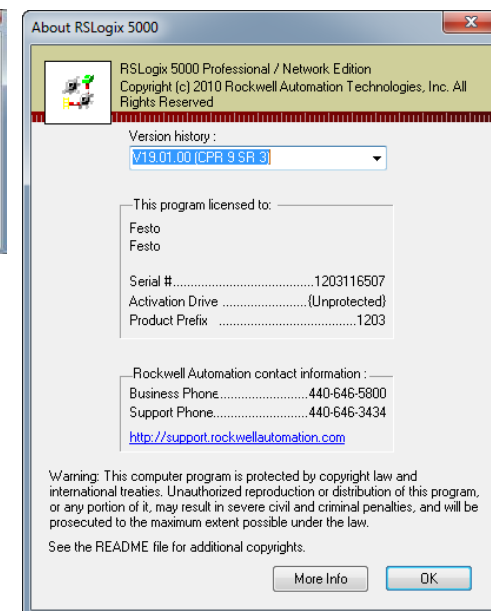 About RSLogix 5000
RSLogix 5000 Professional / Network Edition
Copyright (c) 2010 Rockwell Automation Technologies, Inc. All
Rights Reserved
Version history :
V19.01.00 (CPR 9 SR 3)
This program licensed to:
Festo
Festo
Serial #....................................1203116507
Activation Drive ......................{Unprotected}
Product Prefix ....................................1203
Rockwell Automation contact information :
Business Phone.......................440-646-5800
Support Phone........................440-646-3434
http://support.rockwellautomation.com
Warning: This computer program is protected by copyright law and
international treaties. Unauthorized reproduction or distribution of this program,
or any portion of it, may result in severe civil and criminal penalties, and will be
prosecuted to the maximum extent possible under the law.
See the README file for additional copyrights.
More Info
OK